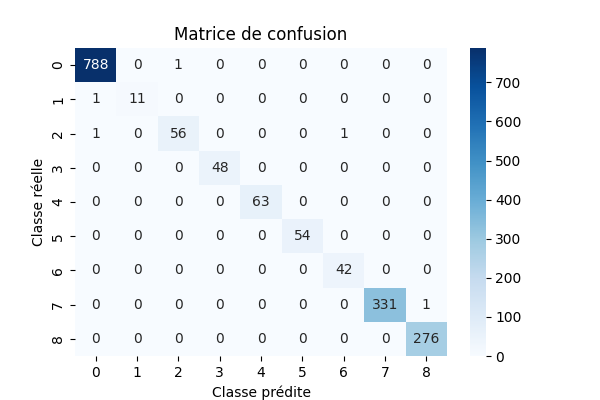 Matrice de confusion
Classe réelle
0 788 0 1 0 0 0 0 0 0
1 1 11 0 0 0 0 0 0 0
2 1 0 56 0 0 0 1 0 0
3 0 0 0 48 0 0 0 0 0
4 0 0 0 0 63 0 0 0 0
5 0 0 0 0 0 54 0 0 0
6 0 0 0 0 0 0 42 0 0
7 0 0 0 0 0 0 0 331 1
8 0 0 0 0 0 0 0 0 276
0 1 2 3 4 5 6 7 8
Classe prédite
700
600
500
400
300
200
100
0